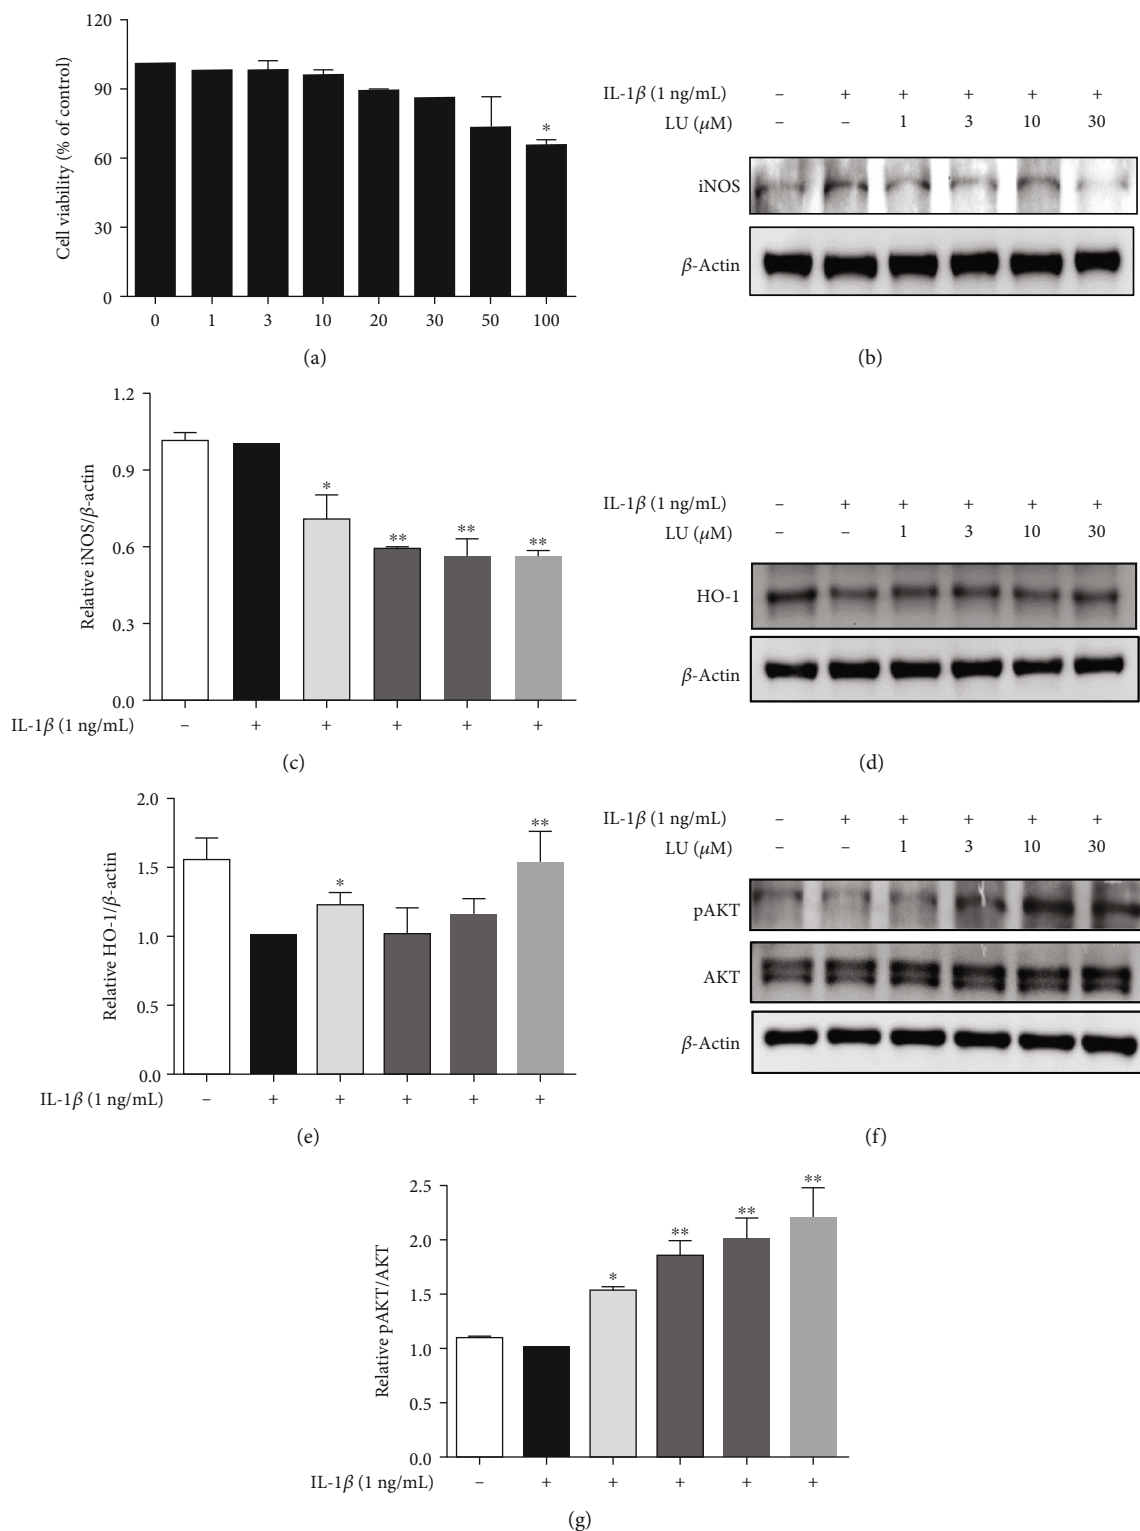 120
90
60
30
0
Cell viability (% of control)
*
0 1 3 10 20 30 50 100
(a)
IL-1β (1 ng/mL) – + + + + +
LU (μM) – – 1 3 10 30
iNOS
β-Actin
(b)
1.2
0.9
0.6
0.3
0.0
Relative iNOS/β-actin
* ** ** **
IL-1β (1 ng/mL) – + + + + +
(c)
IL-1β (1 ng/mL) – + + + + +
LU (μM) – – 1 3 10 30
HO-1
β-Actin
(d)
2.0
1.5
1.0
0.5
0.0
Relative HO-1/β-actin
* **
IL-1β (1 ng/mL) – + + + + +
(e)
IL-1β (1 ng/mL) – + + + + +
LU (μM) – – 1 3 10 30
pAKT
AKT
β-Actin
(f)
2.5
2.0
1.5
1.0
0.5
0.0
Relative pAKT/AKT
* ** ** **
IL-1β (1 ng/mL) – + + + + +
(g)